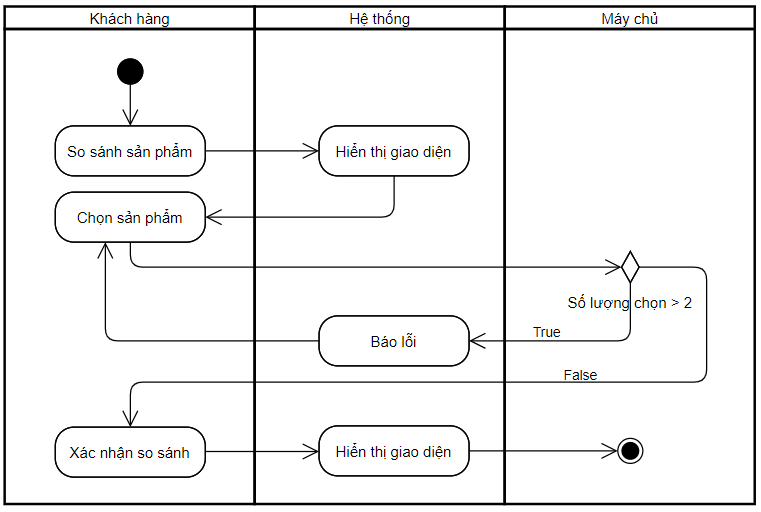 Khách hàng
Hệ thống
Máy chủ
So sánh sản phẩm
Hiển thị giao diện
Chọn sản phẩm
Số lượng chọn > 2
True
Báo lỗi
False
Xác nhận so sánh
Hiển thị giao diện